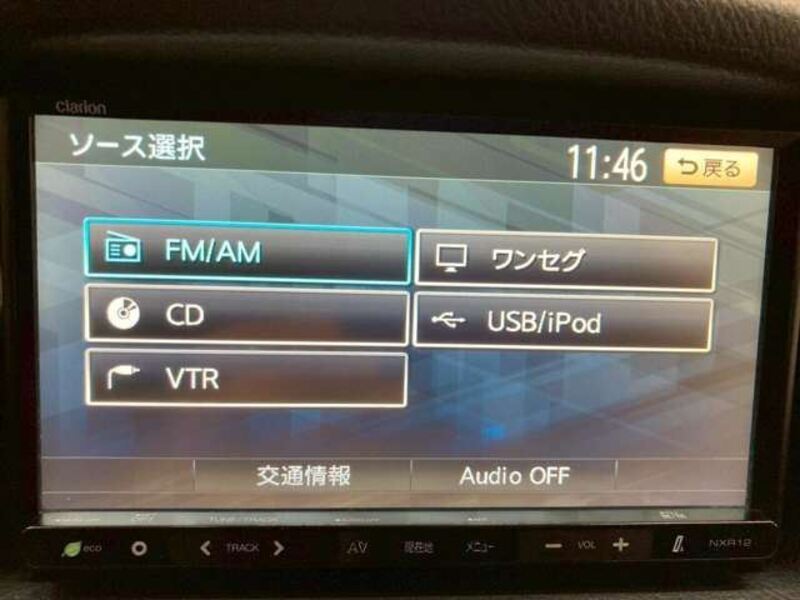 Clarion
ソース選択
11:46
戻る
FM/AM
ワンセグ
CD
USB/iPod
VTR
交通情報
Audio OFF
eco
TRACK
AV
現在地
メニュー
VOL
NXR12